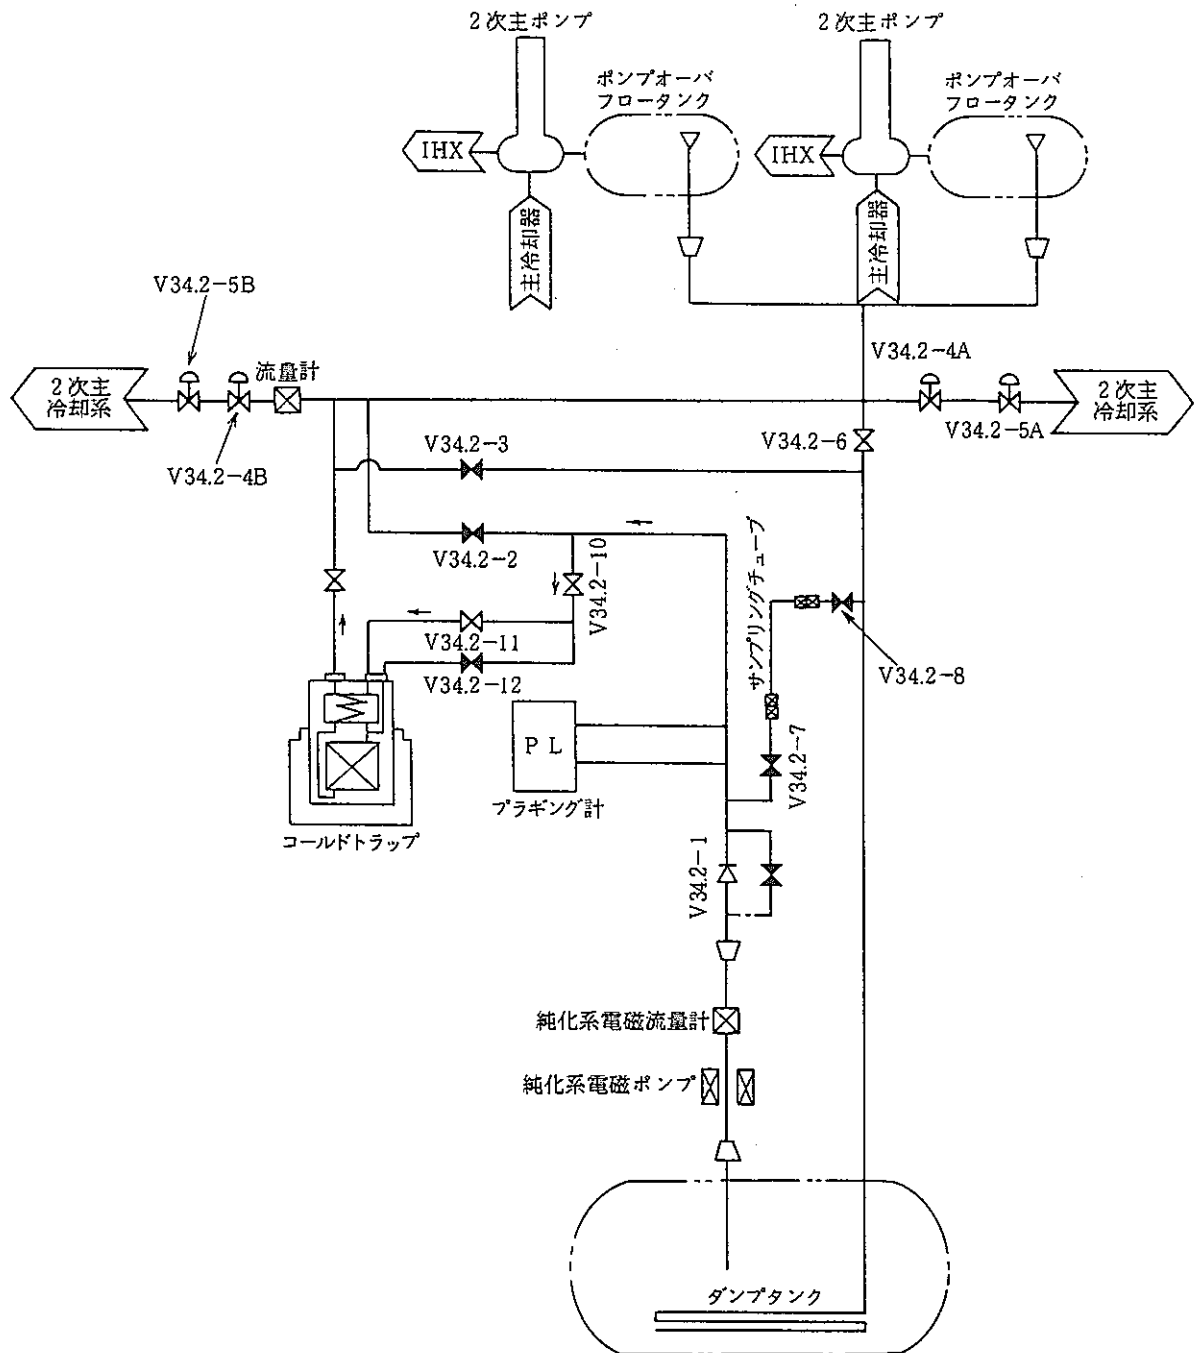 2次主ポンプ
2次主ポンプ
ポンプオーバ
フロータンク
ポンプオーバ
フロータンク
IHX
IHX
主冷却器
主冷却器
V34.2-5B
流量計
V34.2-4A
2次主
冷却系
2次主
冷却系
V34.2-5A
V34.2-4B
V34.2-3
V34.2-6
V34.2-2
V34.2-10
サンプリングチューブ
V34.2-11
V34.2-12
V34.2-8
PL
V34.2-7
プラギング計
コールドトラップ
V34.2-1
純化系電磁流量計
純化系電磁ポンプ
ダンプタンク